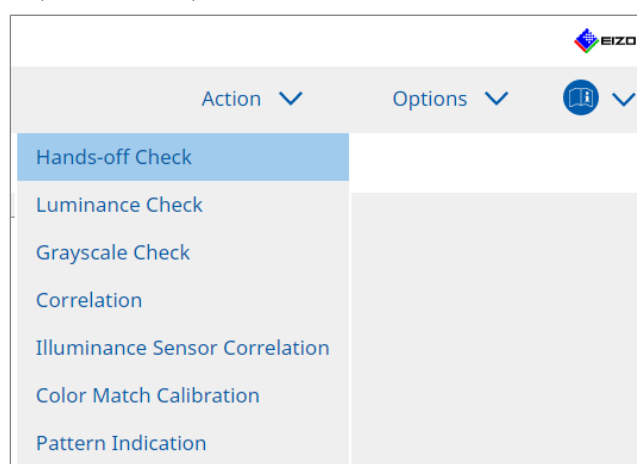 EIZO
Action Options
Hands-off Check
Luminance Check
Grayscale Check
Correlation
Illuminance Sensor Correlation
Color Match Calibration
Pattern Indication